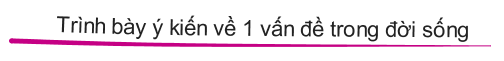 Trình bày ý kiến về 1 vấn đề trong đời sống